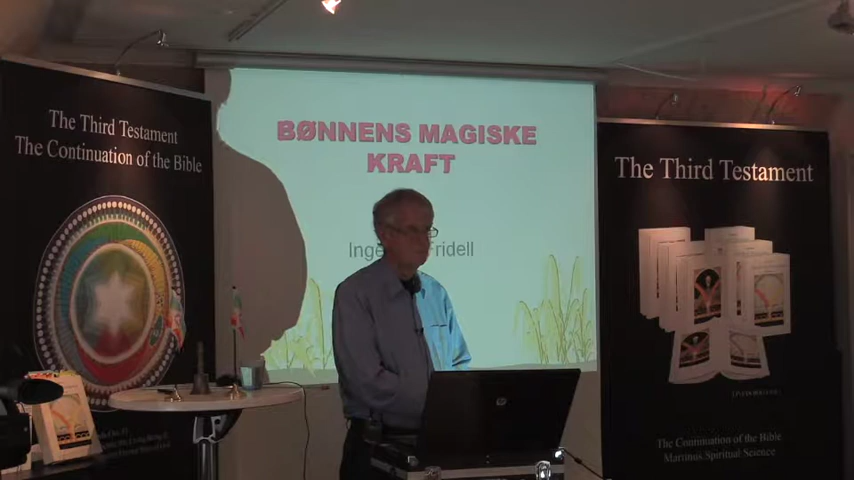 The Third Testament
The Continuation of the Bible
BØNNENS MAGISKE
KRAFT
The Third Testament
The Continuation of the Bible
Martinus Spiritual Science